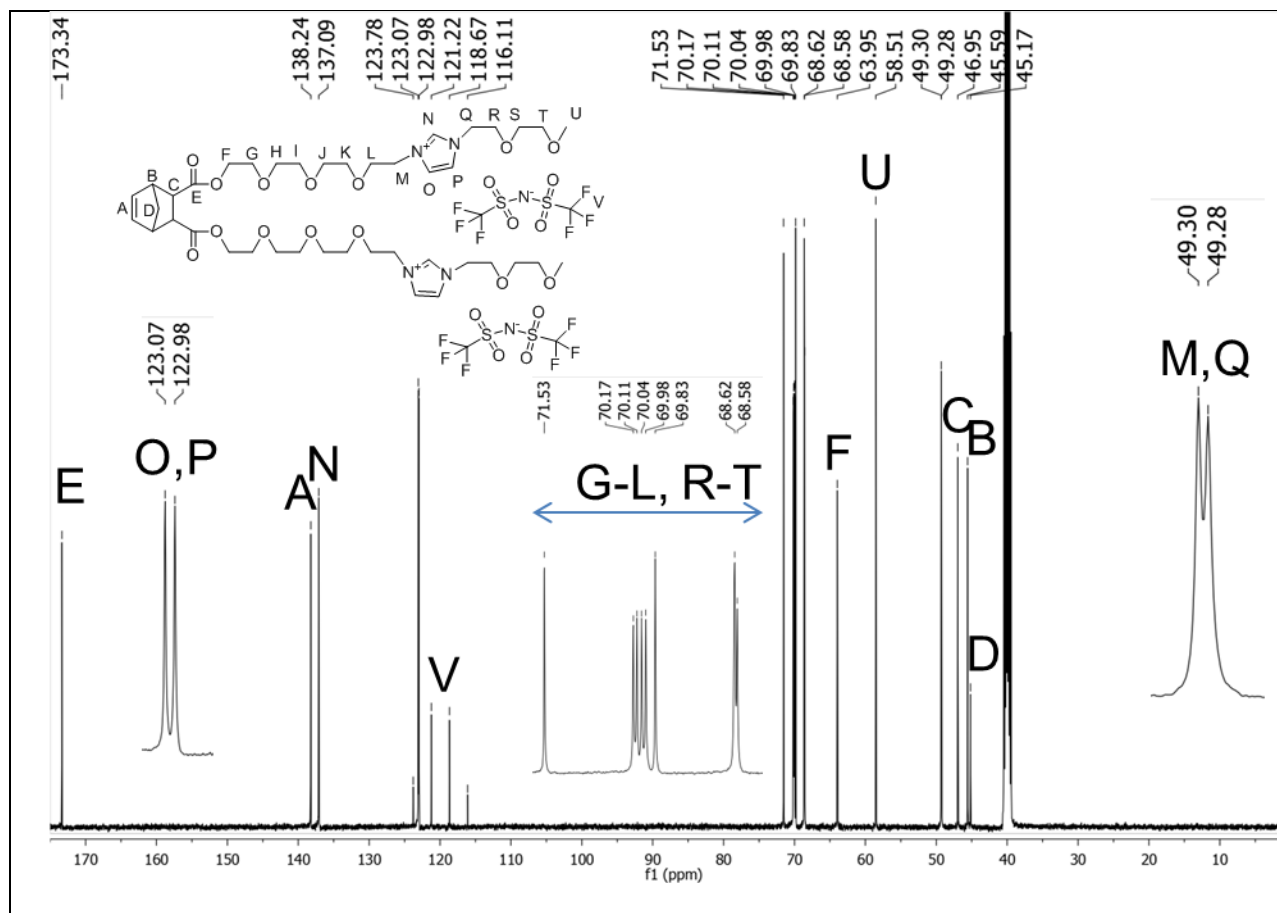 173.34
138.24
137.09
123.78
123.07
122.98
121.22
118.67
116.11
71.53
70.17
70.11
70.04
69.98
69.83
68.62
68.58
63.95
58.51
49.30
49.28
46.95
45.59
45.17
N Q R S T U
N+ N O O
F G H I J K L
O O O O O N+ N
B C E M O P
A D
O O O O
S N- S
F F F F F F V
O O O O O
O O O O O
N+ N O O
O O O O
S N- S
F F F F F F
U
49.30
49.28
123.07
122.98
M,Q
71.53
70.17
70.11
70.04
69.98
69.83
68.62
68.58
E
O,P
A N
G-L, R-T
F
C
B
V
D
170 160 150 140 130 120 110 100 90 80 70 60 50 40 30 20 10
f1 (ppm)